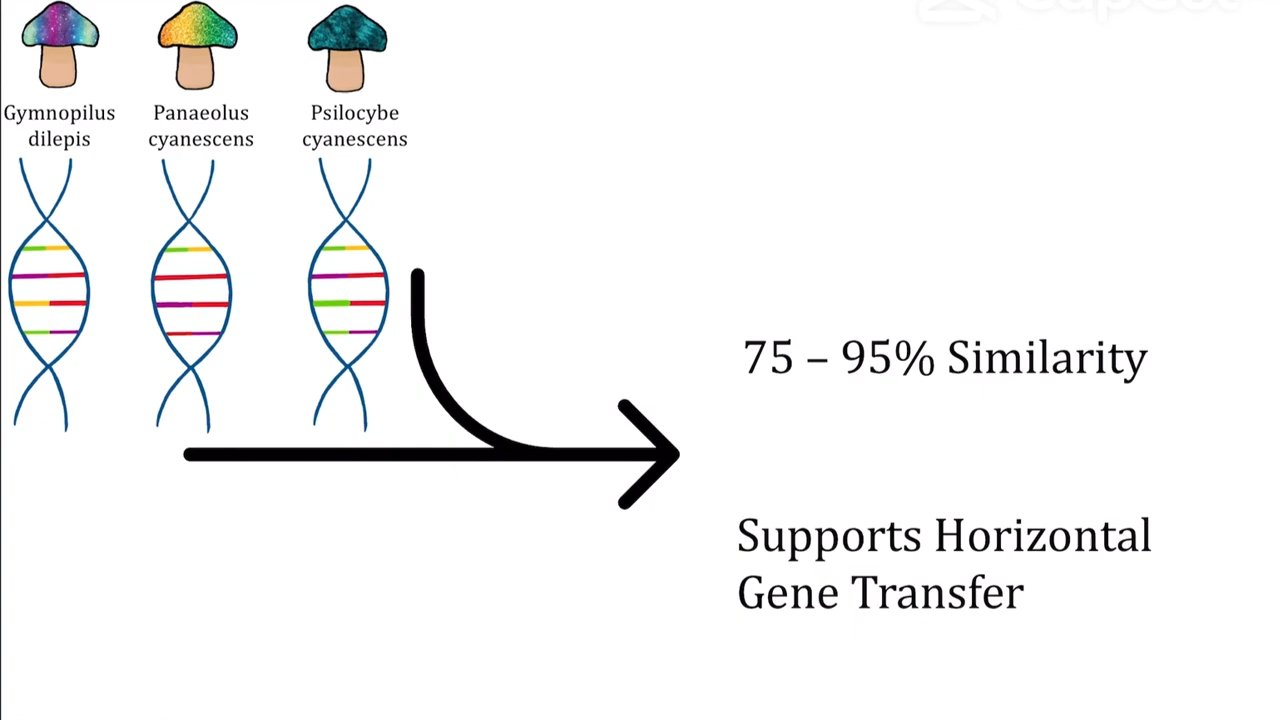 Gymnopilus
dilepis
Panaeolus
cyanescens
Psilocybe
cyanescens
75 – 95% Similarity
Supports Horizontal
Gene Transfer